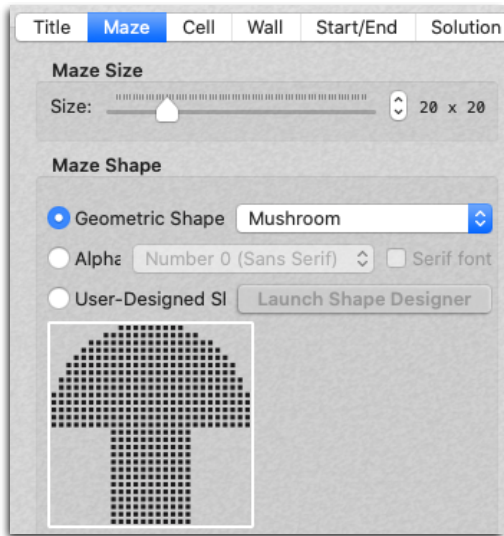 Title Maze Cell Wall Start/End Solution
Maze Size
Size: 20 x 20
Maze Shape
Geometric Shape Mushroom
Alpha Number 0 (Sans Serif) Serif font
User-Designed Sl Launch Shape Designer